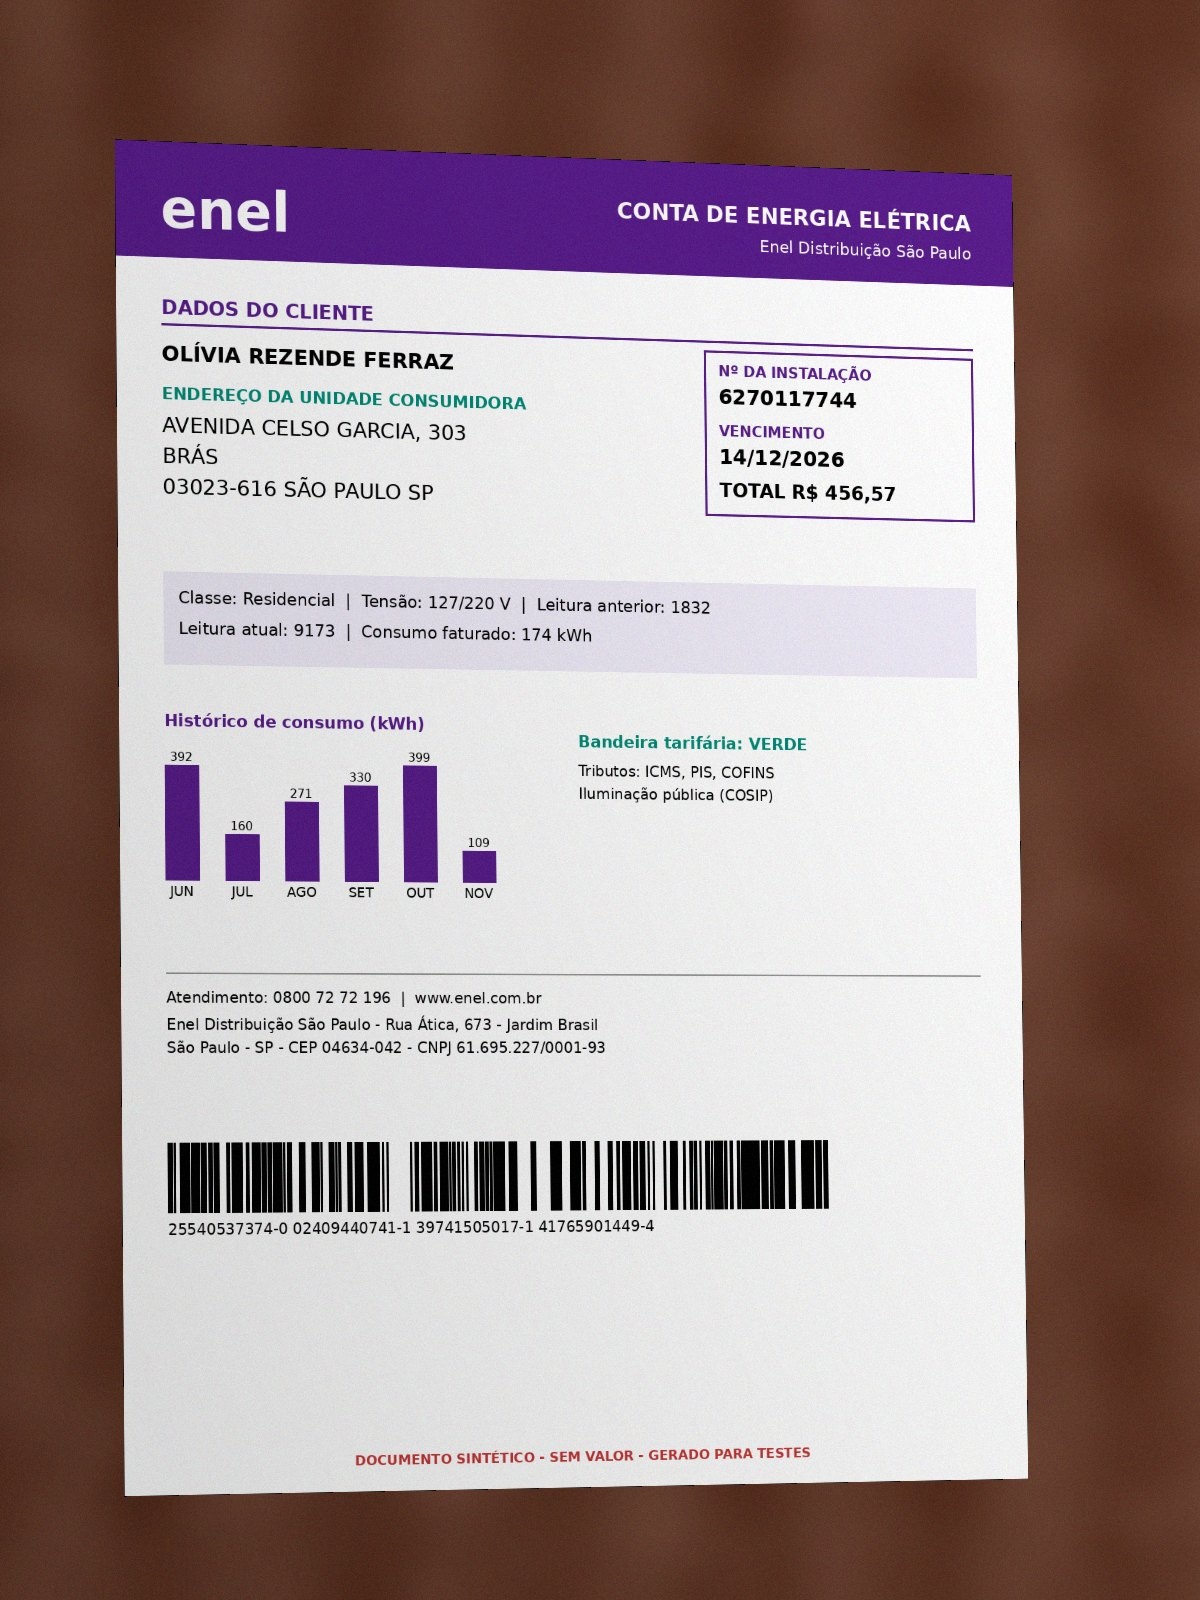 enel
CONTA DE ENERGIA ELÉTRICA
Enel Distribuição São Paulo
DADOS DO CLIENTE
OLÍVIA REZENDE FERRAZ
ENDEREÇO DA UNIDADE CONSUMIDORA
AVENIDA CELSO GARCIA, 303
BRÁS
03023-616 SÃO PAULO SP
Nº DA INSTALAÇÃO
6270117744
VENCIMENTO
14/12/2026
TOTAL R$ 456,57
Classe: Residencial | Tensão: 127/220 V | Leitura anterior: 1832
Leitura atual: 9173 | Consumo faturado: 174 kWh
Histórico de consumo (kWh)
392 160 271 330 399 109
JUN JUL AGO SET OUT NOV
Bandeira tarifária: VERDE
Tributos: ICMS, PIS, COFINS
Iluminação pública (COSIP)
Atendimento: 0800 72 72 196 | www.enel.com.br
Enel Distribuição São Paulo - Rua Ática, 673 - Jardim Brasil
São Paulo - SP - CEP 04634-042 - CNPJ 61.695.227/0001-93
25540537374-0 02409440741-1 39741505017-1 41765901449-4
DOCUMENTO SINTÉTICO - SEM VALOR - GERADO PARA TESTES